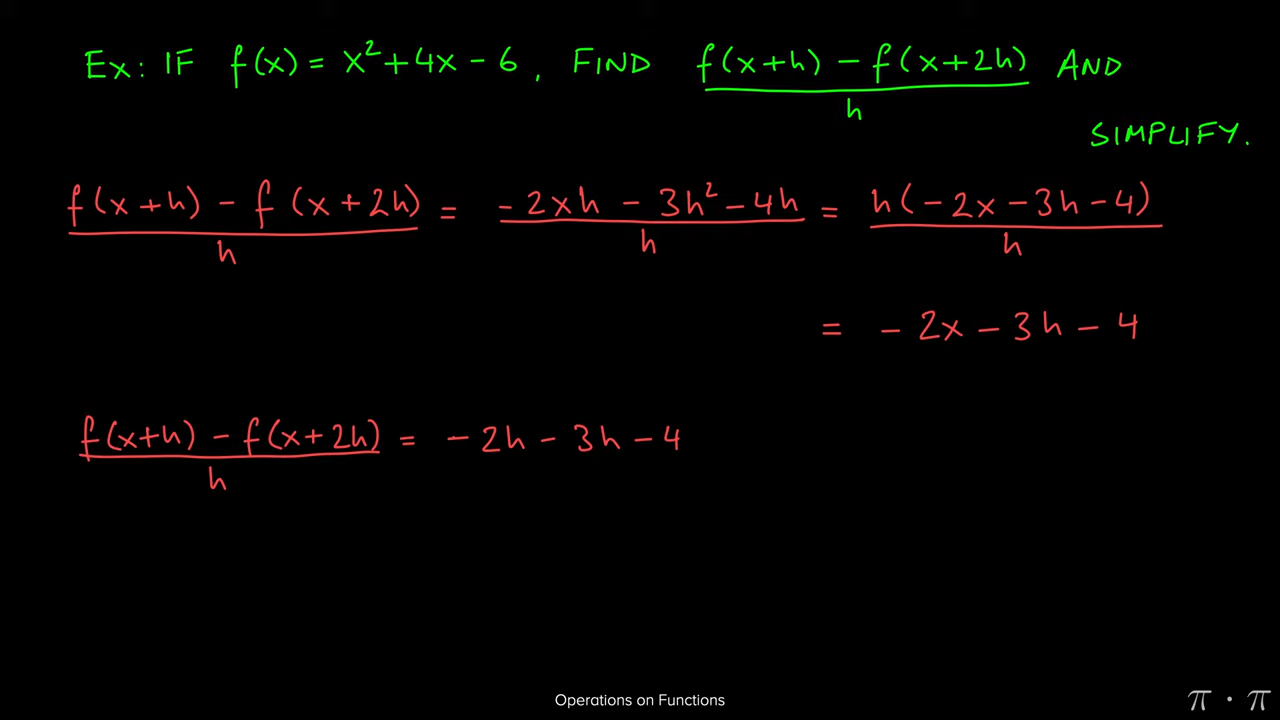 Ex: IF f(x) = x² + 4x - 6, FIND (f(x+h) - f(x+2h))/h AND
SIMPLIFY.
(f(x+h) - f(x+2h))/h = (-2xh - 3h² - 4h)/h = h(-2x - 3h - 4)/h
= -2x - 3h - 4
(f(x+h) - f(x+2h))/h = -2h - 3h - 4
Operations on Functions
π · π